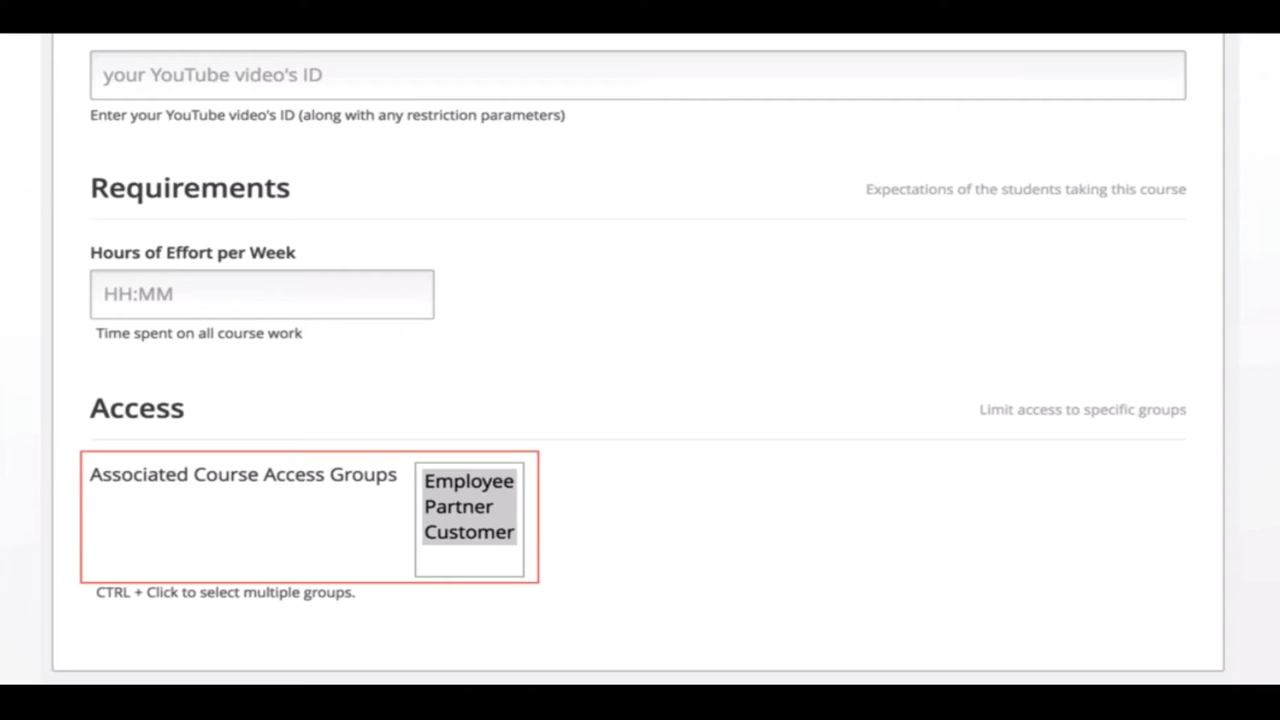 your YouTube video's ID
Enter your YouTube video's ID (along with any restriction parameters)
Requirements
Expectations of the students taking this course
Hours of Effort per Week
HH:MM
Time spent on all course work
Access
Limit access to specific groups
Associated Course Access Groups
Employee
Partner
Customer
CTRL + Click to select multiple groups.